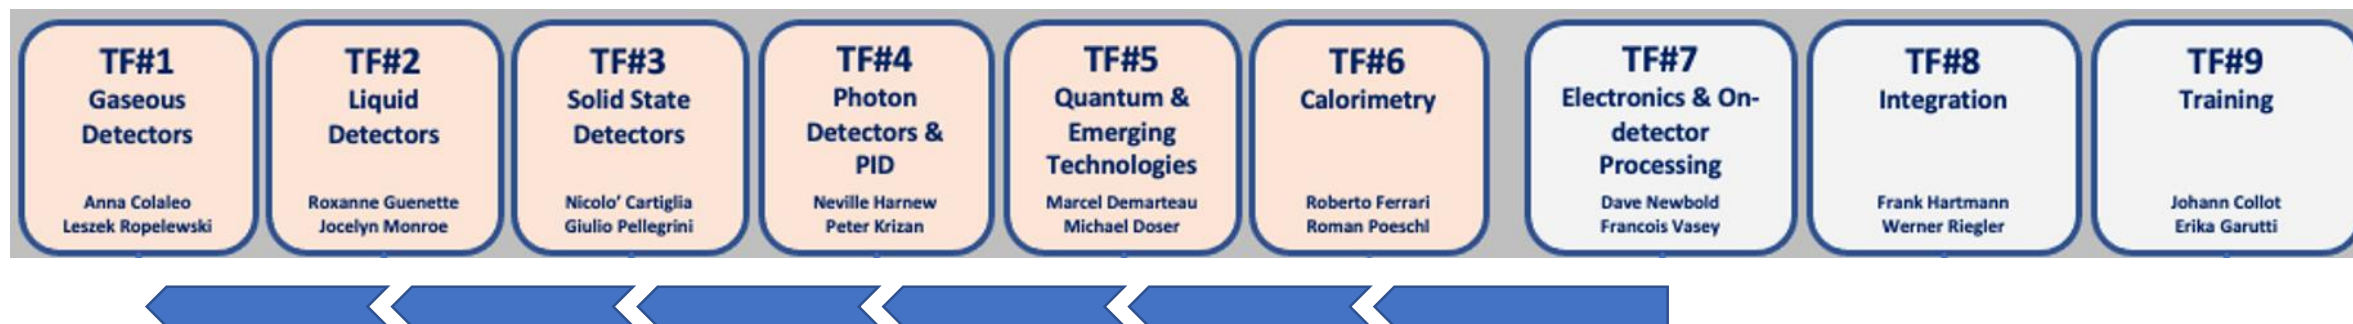 TF#1
Gaseous
Detectors
Anna Colaleo
Leszek Ropelewski
TF#2
Liquid
Detectors
Roxanne Guenette
Jocelyn Monroe
TF#3
Solid State
Detectors
Nicolo’ Cartiglia
Giulio Pellegrini
TF#4
Photon
Detectors &
PID
Neville Harnew
Peter Krizan
TF#5
Quantum &
Emerging
Technologies
Marcel Demarteau
Michael Doser
TF#6
Calorimetry
Roberto Ferrari
Roman Poeschl
TF#7
Electronics & On-
detector
Processing
Dave Newbold
Francois Vasey
TF#8
Integration
Frank Hartmann
Werner Riegler
TF#9
Training
Johann Collot
Erika Garutti